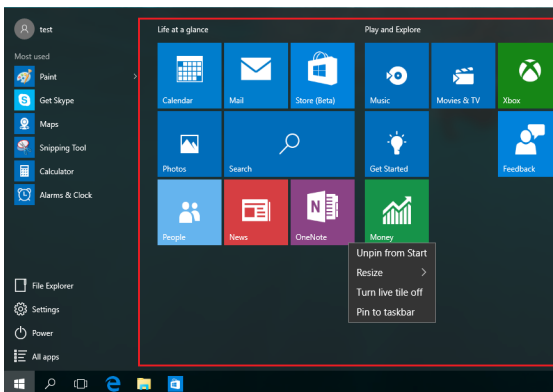 test
Most used
Paint
Get Skype
Maps
Snipping Tool
Calculator
Alarms & Clock
File Explorer
Settings
Power
All apps
Life at a glance
Play and Explore
Calendar
Mail
Store (Beta)
Music
Movies & TV
Xbox
Photos
Search
Get Started
Feedback
People
News
OneNote
Money
Unpin from Start
Resize
Turn live tile off
Pin to taskbar